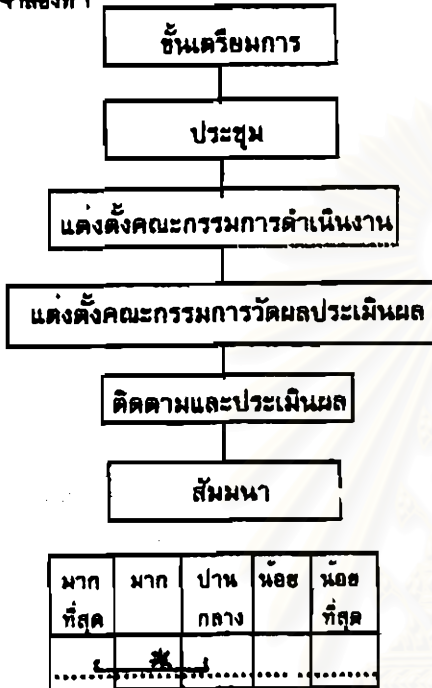 ขั้นเตรียมการ
ประชุม
แต่งตั้งคณะกรรมการดำเนินงาน
แต่งตั้งคณะกรรมการวัดผลประเมินผล
ติดตามและประเมินผล
สัมมนา
มาก มาก ปาน น้อย น้อย
ที่สุด กลาง ที่สุด